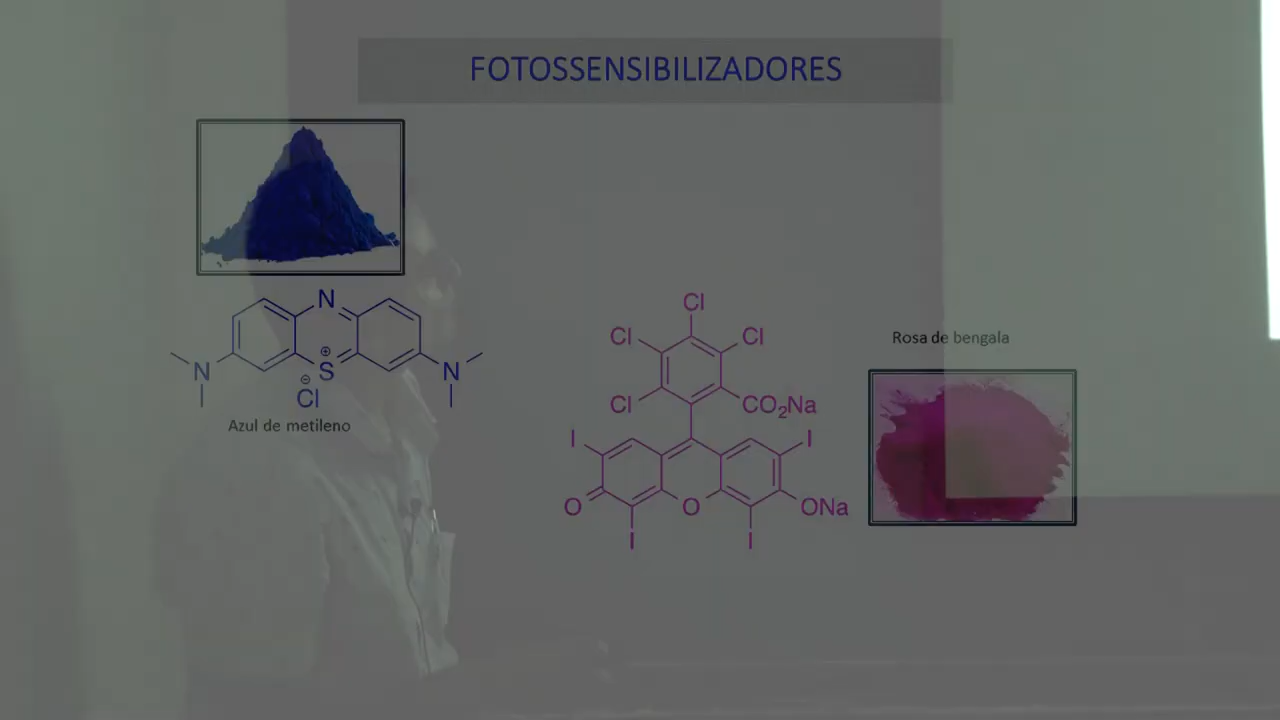 FOTOSSENSIBILIZADORES
N
⊕
N
S
N
⊖
Cl
Azul de metileno
Cl
Cl
Cl
Cl
CO₂Na
I
I
O
O
ONa
I
I
Rosa de bengala